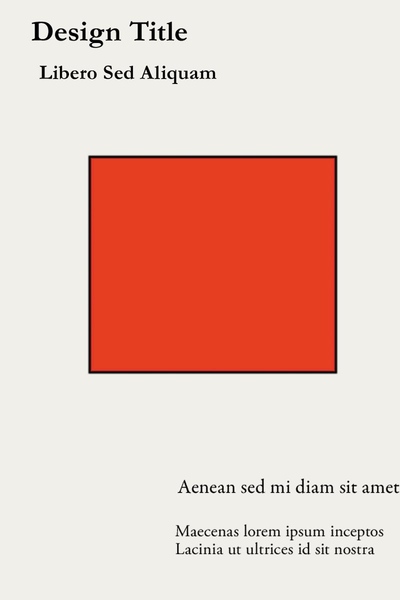 Design Title
Libero Sed Aliquam
Aenean sed mi diam sit amet
Maecenas lorem ipsum inceptos
Lacinia ut ultrices id sit nostra